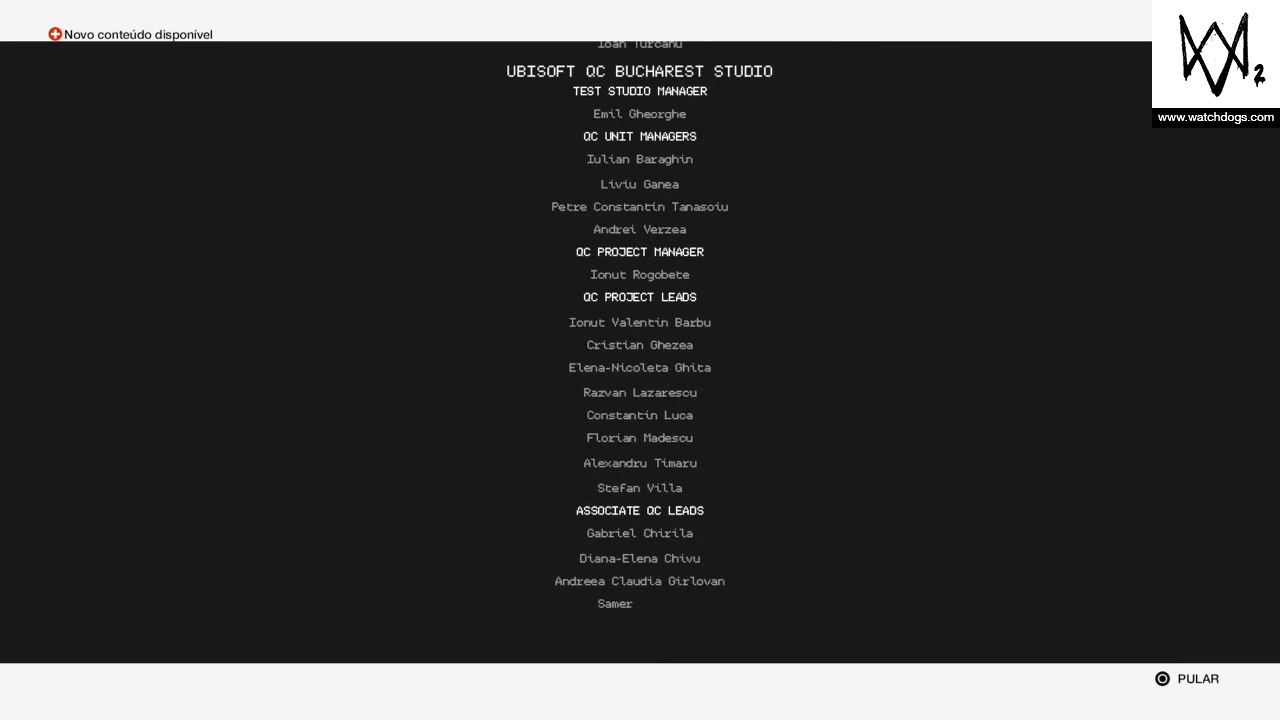 Novo conteúdo disponível
Ioan Turcanu
UBISOFT QC BUCHAREST STUDIO
TEST STUDIO MANAGER
Emil Gheorghe
QC UNIT MANAGERS
Iulian Baraghin
Liviu Ganea
Petre Constantin Tanasoiu
Andrei Verzea
QC PROJECT MANAGER
Ionut Rogobete
QC PROJECT LEADS
Ionut Valentin Barbu
Cristian Ghezea
Elena-Nicoleta Ghita
Razvan Lazarescu
Constantin Luca
Florian Madescu
Alexandru Timaru
Stefan Villa
ASSOCIATE QC LEADS
Gabriel Chirila
Diana-Elena Chivu
Andreea Claudia Girlovan
Samer
2
www.watchdogs.com
PULAR